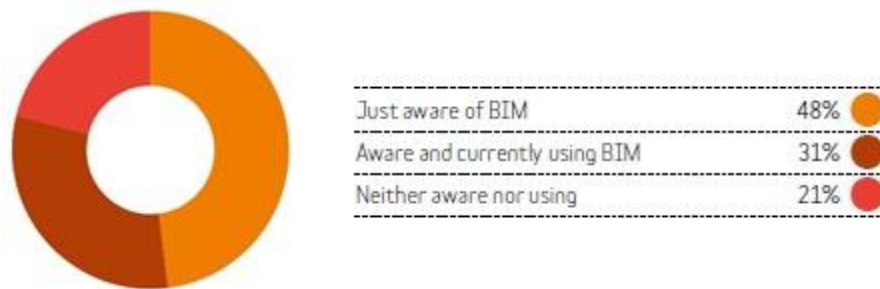 Just aware of BIM 48%
Aware and currently using BIM 31%
Neither aware nor using 21%